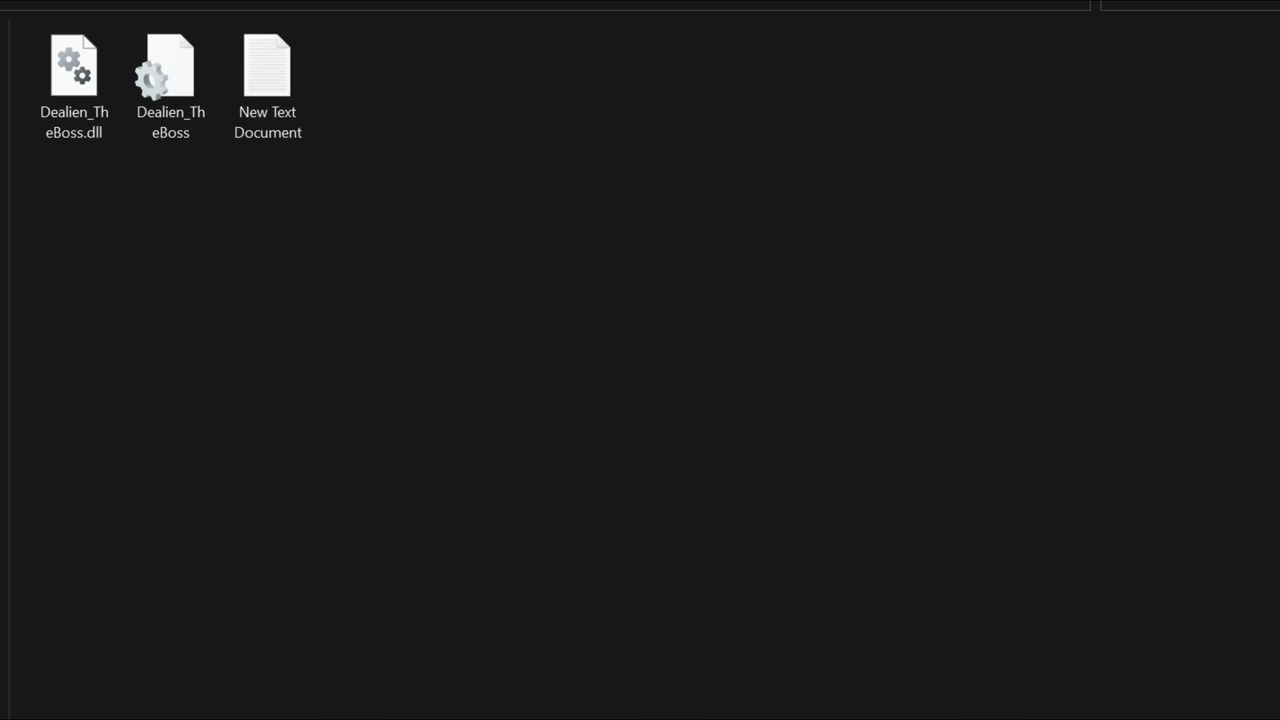 Dealien_Th
eBoss.dll
Dealien_Th
eBoss
New Text
Document